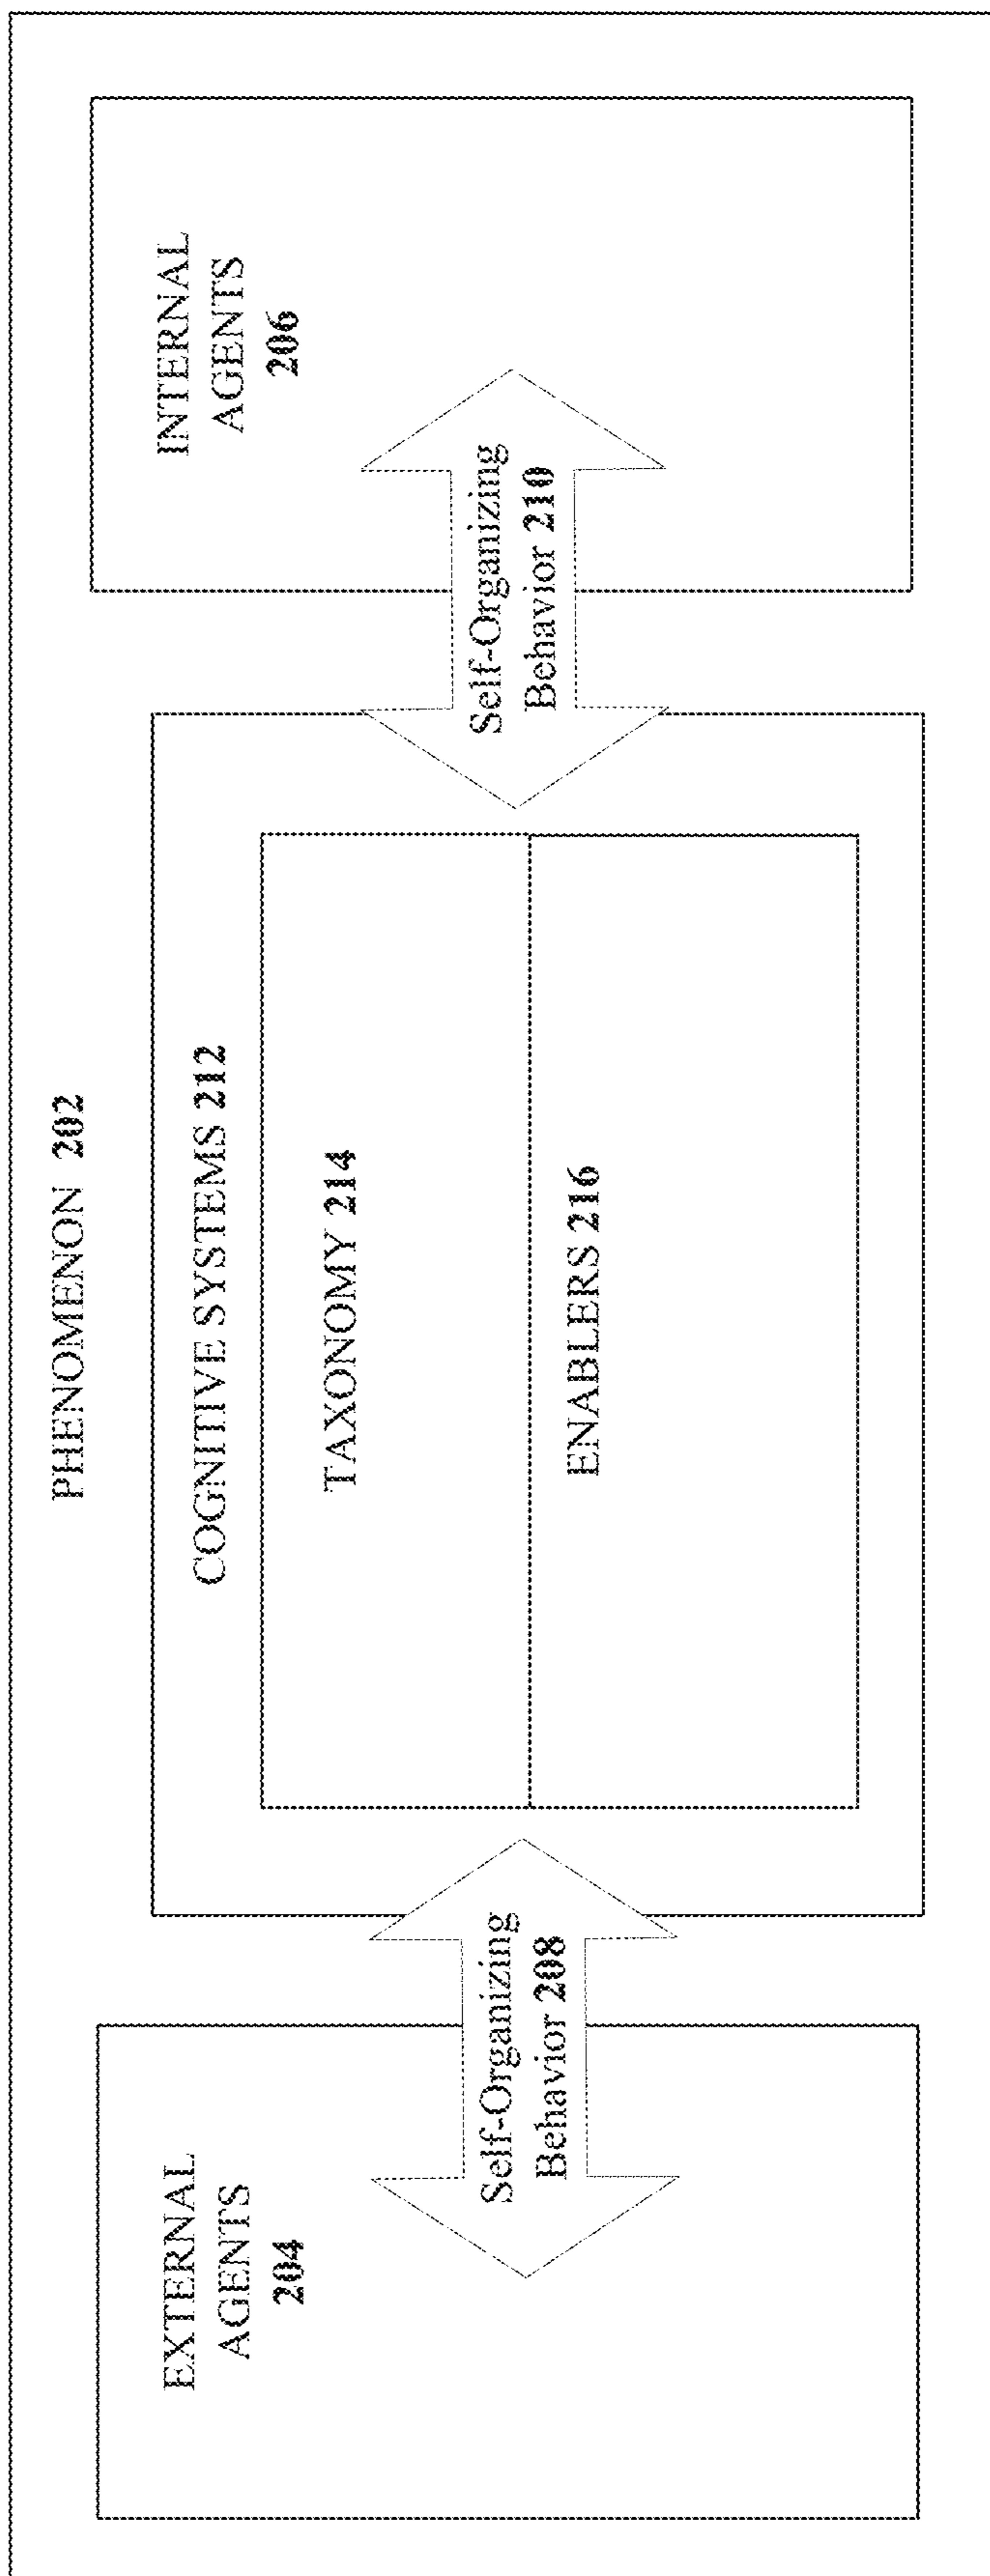 PHENOMENON 202
EXTERNAL
AGENTS
204
Self-Organizing
Behavior 208
COGNITIVE SYSTEMS 212
TAXONOMY 214
ENABLERS 216
INTERNAL
AGENTS
206
Self-Organizing
Behavior 210